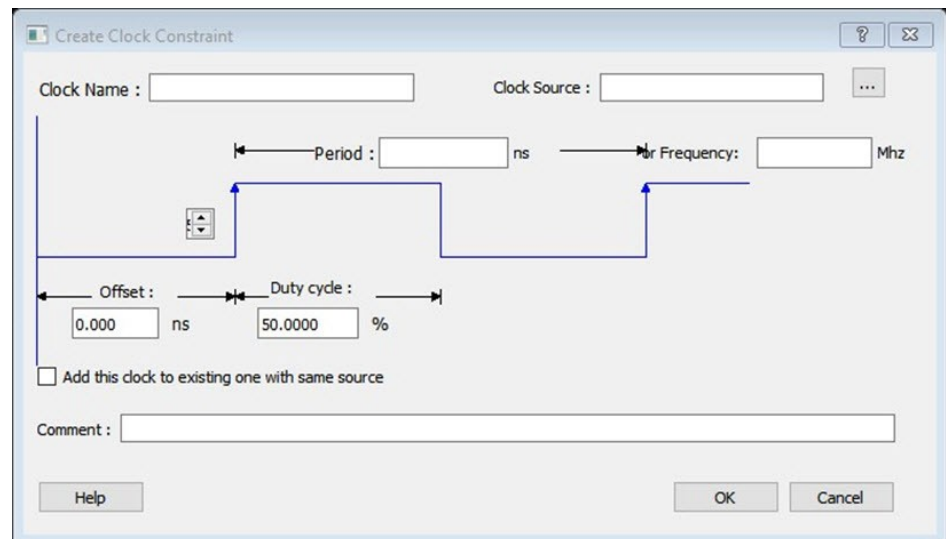 Create Clock Constraint
Clock Name : Clock Source : ...
Period : ns or Frequency: Mhz
Offset : Duty cycle :
0.000 ns 50.0000 %
Add this clock to existing one with same source
Comment :
Help OK Cancel